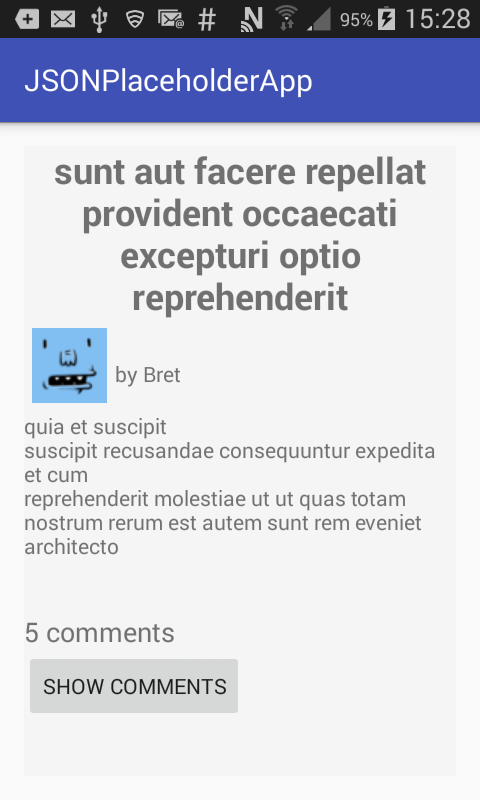 95% 15:28
JSONPlaceholderApp
sunt aut facere repellat
provident occaecati
excepturi optio
reprehenderit
by Bret
quia et suscipit
suscipit recusandae consequuntur expedita
et cum
reprehenderit molestiae ut ut quas totam
nostrum rerum est autem sunt rem eveniet
architecto
5 comments
SHOW COMMENTS